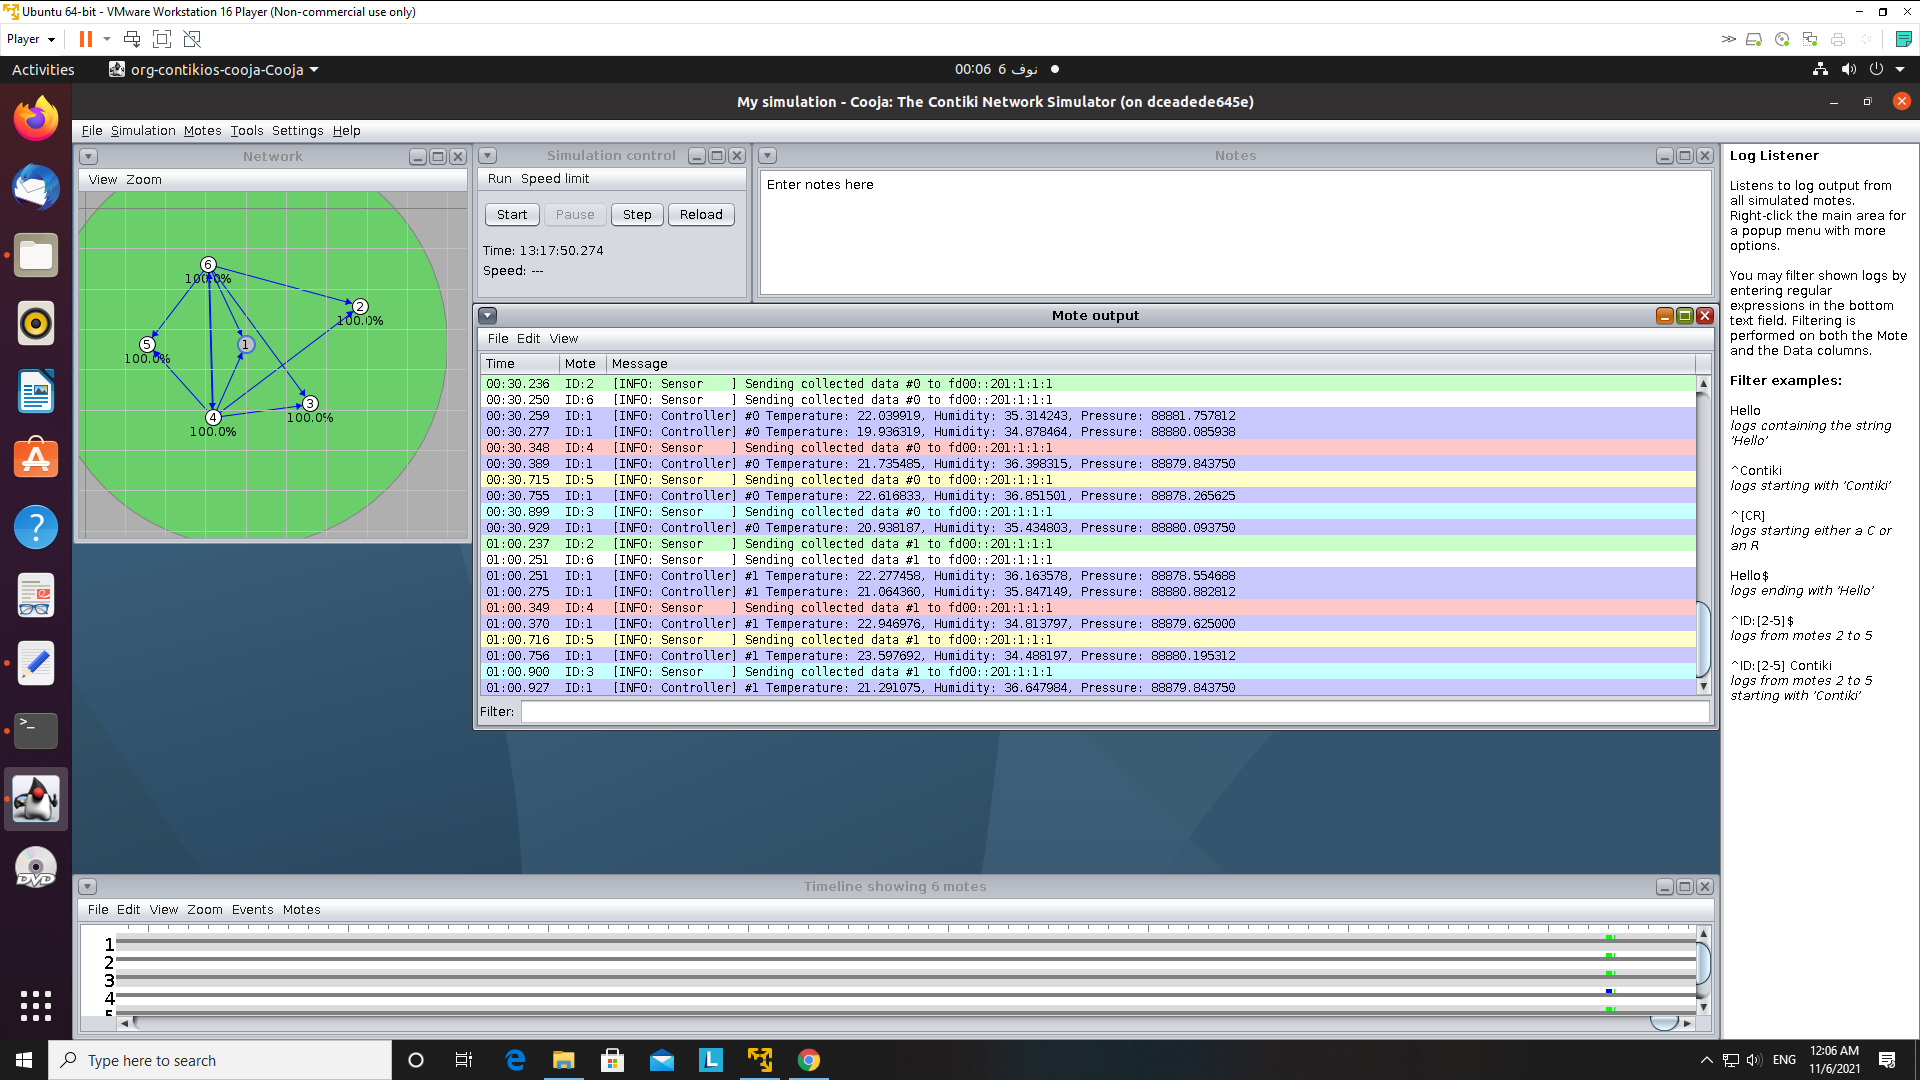 Ubuntu 64-bit - VMware Workstation 16 Player (Non-commercial use only)
Player
Activities
org-contikios-cooja-Cooja
00:06 6 نوف
My simulation - Cooja: The Contiki Network Simulator (on dceadede645e)
File Simulation Motes Tools Settings Help
Network
View Zoom
6
100.0%
2
100.0%
5
100.0%
1
3
100.0%
4
100.0%
Simulation control
Run Speed limit
Start Pause Step Reload
Time: 13:17:50.274
Speed: ---
Notes
Enter notes here
Mote output
File Edit View
Time Mote Message
00:30.236 ID:2 [INFO: Sensor ] Sending collected data #0 to fd00::201:1:1:1
00:30.250 ID:6 [INFO: Sensor ] Sending collected data #0 to fd00::201:1:1:1
00:30.259 ID:1 [INFO: Controller] #0 Temperature: 22.039919, Humidity: 35.314243, Pressure: 88881.757812
00:30.277 ID:1 [INFO: Controller] #0 Temperature: 19.936319, Humidity: 34.878464, Pressure: 88880.085938
00:30.348 ID:4 [INFO: Sensor ] Sending collected data #0 to fd00::201:1:1:1
00:30.389 ID:1 [INFO: Controller] #0 Temperature: 21.735485, Humidity: 36.398315, Pressure: 88879.843750
00:30.715 ID:5 [INFO: Sensor ] Sending collected data #0 to fd00::201:1:1:1
00:30.755 ID:1 [INFO: Controller] #0 Temperature: 22.616833, Humidity: 36.851501, Pressure: 88878.265625
00:30.899 ID:3 [INFO: Sensor ] Sending collected data #0 to fd00::201:1:1:1
00:30.929 ID:1 [INFO: Controller] #0 Temperature: 20.938187, Humidity: 35.434803, Pressure: 88880.093750
01:00.237 ID:2 [INFO: Sensor ] Sending collected data #1 to fd00::201:1:1:1
01:00.251 ID:6 [INFO: Sensor ] Sending collected data #1 to fd00::201:1:1:1
01:00.251 ID:1 [INFO: Controller] #1 Temperature: 22.277458, Humidity: 36.163578, Pressure: 88878.554688
01:00.275 ID:1 [INFO: Controller] #1 Temperature: 21.064360, Humidity: 35.847149, Pressure: 88880.882812
01:00.349 ID:4 [INFO: Sensor ] Sending collected data #1 to fd00::201:1:1:1
01:00.370 ID:1 [INFO: Controller] #1 Temperature: 22.946976, Humidity: 34.813797, Pressure: 88879.625000
01:00.716 ID:5 [INFO: Sensor ] Sending collected data #1 to fd00::201:1:1:1
01:00.756 ID:1 [INFO: Controller] #1 Temperature: 23.597692, Humidity: 34.488197, Pressure: 88880.195312
01:00.900 ID:3 [INFO: Sensor ] Sending collected data #1 to fd00::201:1:1:1
01:00.927 ID:1 [INFO: Controller] #1 Temperature: 21.291075, Humidity: 36.647984, Pressure: 88879.843750
Filter:
Log Listener
Listens to log output from
all simulated motes.
Right-click the main area for
a popup menu with more
options.
You may filter shown logs by
entering regular
expressions in the bottom
text field. Filtering is
performed on both the Mote
and the Data columns.
Filter examples:
Hello
logs containing the string
'Hello'
^Contiki
logs starting with 'Contiki'
^[CR]
logs starting either a C or
an R
Hello$
logs ending with 'Hello'
^ID:[2-5]$
logs from motes 2 to 5
^ID:[2-5] Contiki
logs from motes 2 to 5
starting with 'Contiki'
Timeline showing 6 motes
File Edit View Zoom Events Motes
1
2
3
4
5
DVD
Type here to search
L
ENG
12:06 AM
11/6/2021